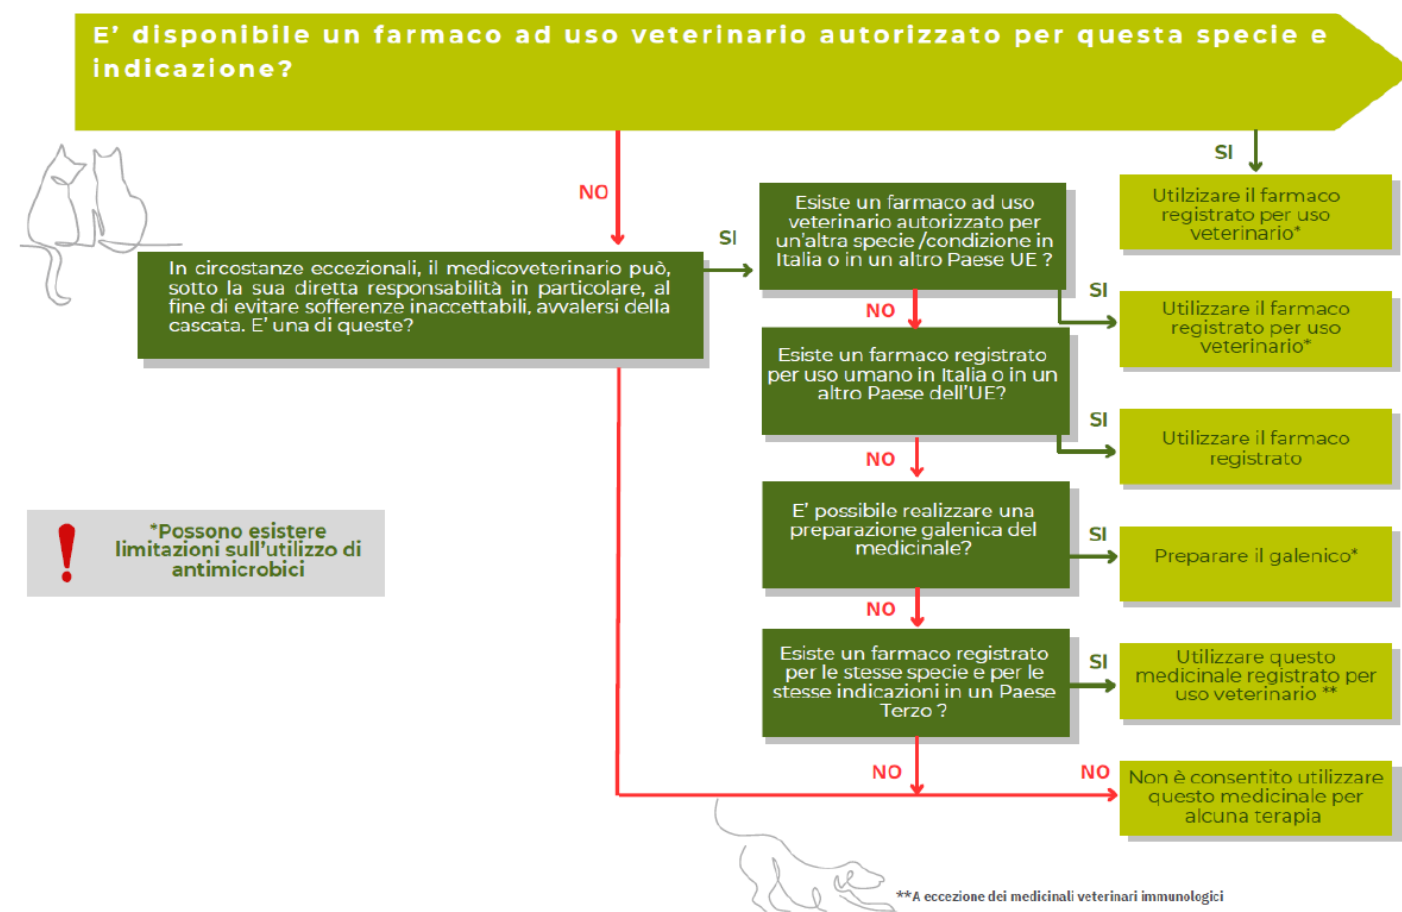 E' disponibile un farmaco ad uso veterinario autorizzato per questa specie e
indicazione?
SI
NO
Utilzizare il farmaco
registrato per uso
veterinario*
Esiste un farmaco ad uso
veterinario autorizzato per
un'altra specie /condizione in
Italia o in un altro Paese UE ?
SI
In circostanze eccezionali, il medicoveterinario può,
sotto la sua diretta responsabilità in particolare, al
fine di evitare sofferenze inaccettabili, avvalersi della
cascata. E' una di queste?
SI
NO
Utilizzare il farmaco
registrato per uso
veterinario*
Esiste un farmaco registrato
per uso umano in Italia o in un
altro Paese dell'UE?
SI
NO
Utilizzare il farmaco
registrato
E' possibile realizzare una
preparazione galenica del
medicinale?
SI
NO
Preparare il galenico*
*Possono esistere
limitazioni sull'utilizzo di
antimicrobici
Esiste un farmaco registrato
per le stesse specie e per le
stesse indicazioni in un Paese
Terzo ?
SI
Utilizzare questo
medicinale registrato per
uso veterinario **
NO
NO
Non è consentito utilizzare
questo medicinale per
alcuna terapia
**A eccezione dei medicinali veterinari immunologici